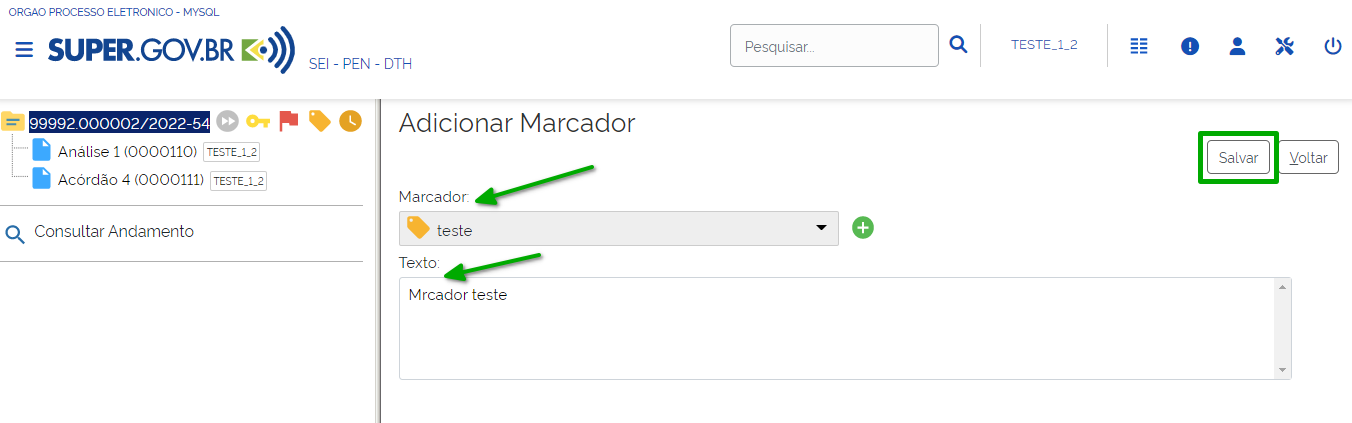 ORGAO PROCESSO ELETRONICO - MYSQL
SUPER.GOV.BR
SEI - PEN - DTH
Pesquisar...
TESTE_1_2
99992.000002/2022-54
Análise 1 (0000110) TESTE_1_2
Acórdão 4 (0000111) TESTE_1_2
Consultar Andamento
Adicionar Marcador
Salvar Voltar
Marcador:
teste
Texto:
Mrcador teste